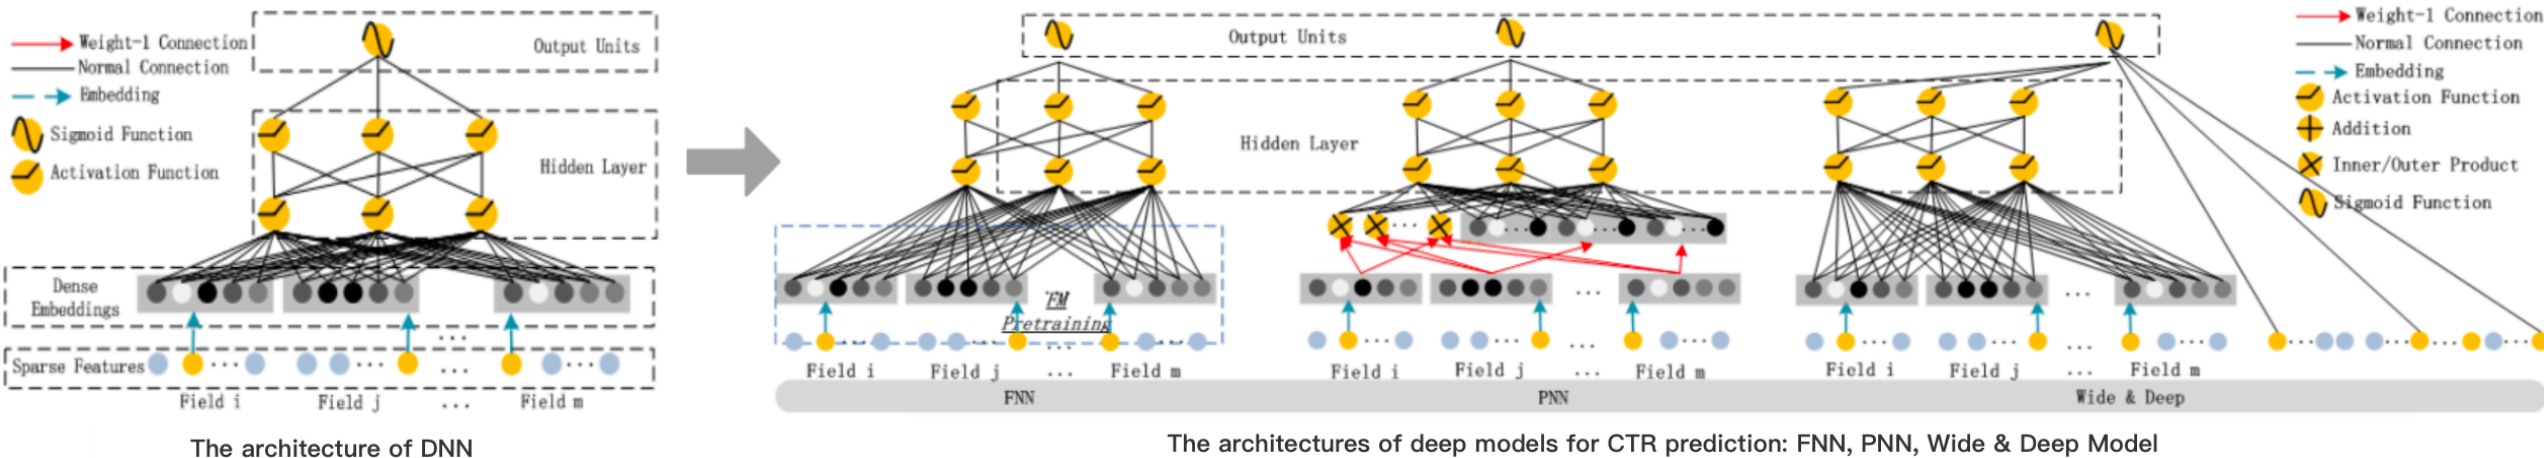 Weight-1 Connection
Normal Connection
Embedding
Sigmoid Function
Activation Function
Output Units
Hidden Layer
Dense
Embeddings
Sparse Features
...
...
...
...
Field i Field j ... Field m
The architecture of DNN
Output Units
Hidden Layer
FM
Pretraining
...
...
...
...
Field i Field j ... Field m
FNN
...
...
...
...
...
Field i Field j ... Field m
PNN
...
...
...
...
Field i Field j ... Field m
Wide & Deep
Weight-1 Connection
Normal Connection
Embedding
Activation Function
Addition
Inner/Outer Product
Sigmoid Function
The architectures of deep models for CTR prediction: FNN, PNN, Wide & Deep Model